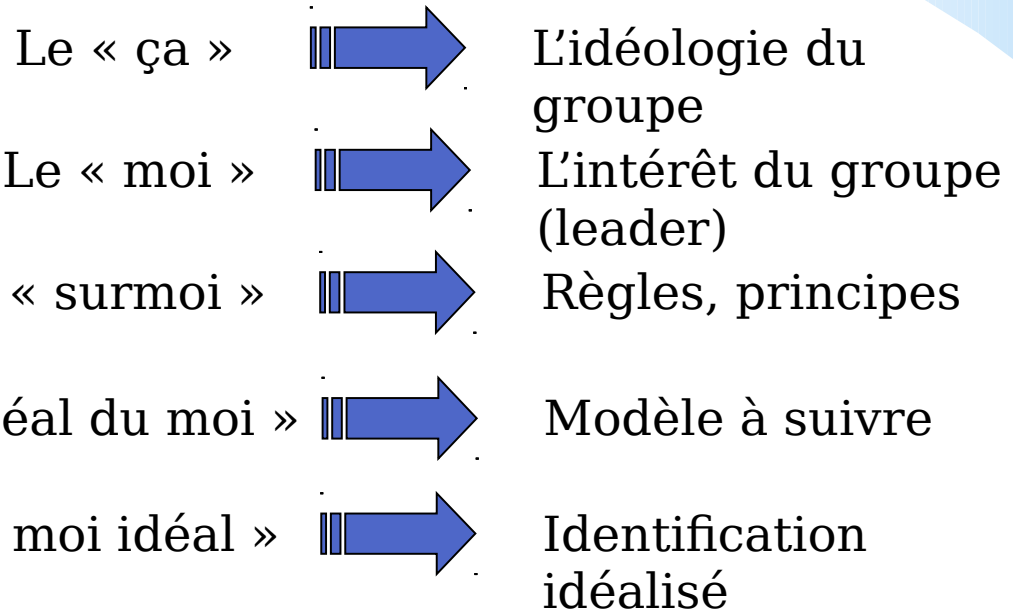 Le « ça »
L’idéologie du
groupe
Le « moi »
L’intérêt du groupe
(leader)
« surmoi »
Règles, principes
éal du moi »
Modèle à suivre
moi idéal »
Identification
idéalisé